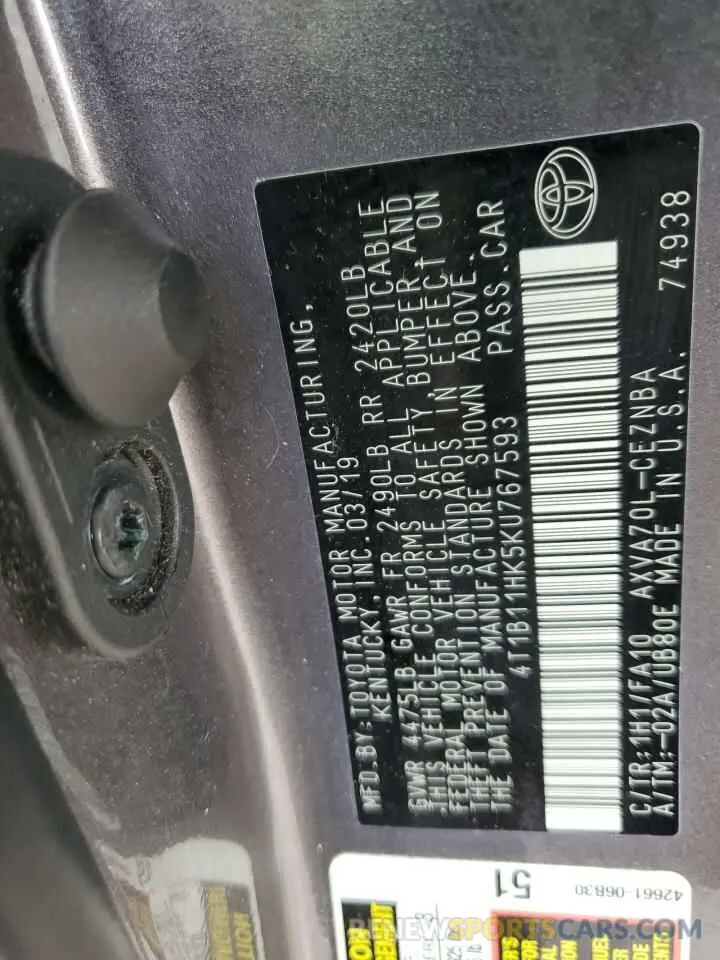 MFD.BY:TOYOTA MOTOR MANUFACTURING,
KENTUCKY, INC.03/19
GVWR 4475LB GAWR FR 2490LB RR 2420LB
THIS VEHICLE CONFORMS TO ALL APPLICABLE
FEDERAL MOTOR VEHICLE SAFETY, BUMPER, AND
THEFT PREVENTION STANDARDS IN EFFECT ON
THE DATE OF MANUFACTURE SHOWN ABOVE.
4T1B11HK5KU767593 PASS.CAR
C/TR:1H1/FA10 AXVA70L-CEZNBA
A/TM:-02A/UB80E MADE IN U.S.A. 74938
51
42661-06B30
RENEWSPORTSCARS.COM